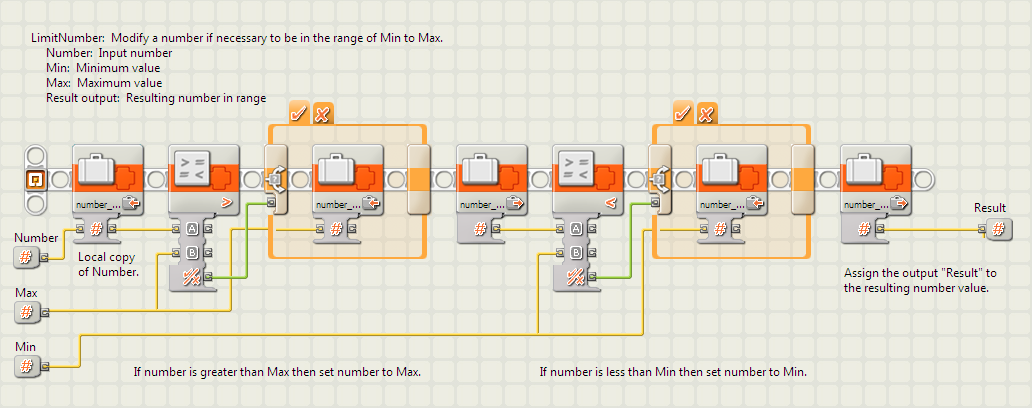 LimitNumber: Modify a number if necessary to be in the range of Min to Max.
Number: Input number
Min: Minimum value
Max: Maximum value
Result output: Resulting number in range
number_...
>
number_...
number_...
<
number_...
number_...
Result
#
Number
#
#
A
B
#
#
A
B
#
#
Local copy
of Number.
Assign the output "Result" to
the resulting number value.
Max
#
Min
#
If number is greater than Max then set number to Max.
If number is less than Min then set number to Min.